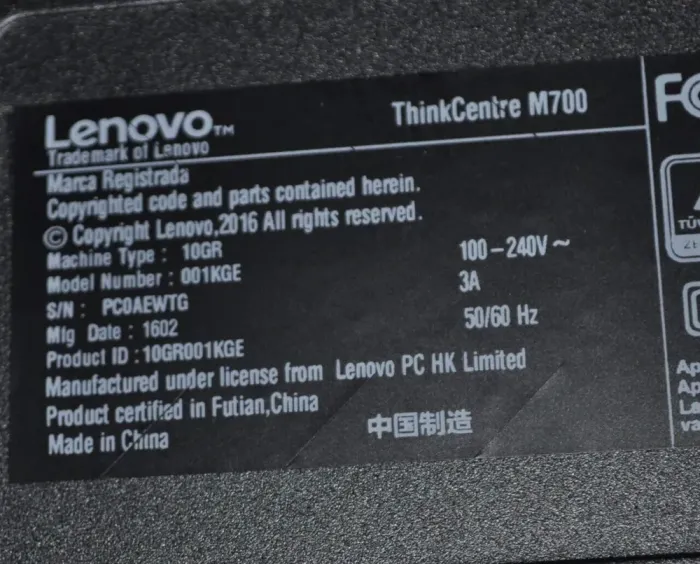 Lenovo™
ThinkCentre M700
Trademark of Lenovo
Marca Registrada
Copyrighted code and parts contained herein.
© Copyright Lenovo,2016 All rights reserved.
Machine Type : 10GR
100-240V~
Model Number : 001KGE
3A
S/N : PC0AEWTG
50/60 Hz
Mfg Date : 1602
Product ID :10GR001KGE
Manufactured under license from Lenovo PC HK Limited
Product certified in Futian,China
Made in China
中国制造